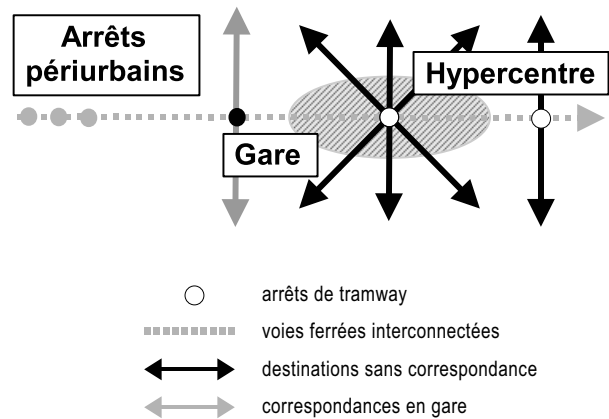 Arrêts
périurbains
Hypercentre
Gare
arrêts de tramway
voies ferrées interconnectées
destinations sans correspondance
correspondances en gare